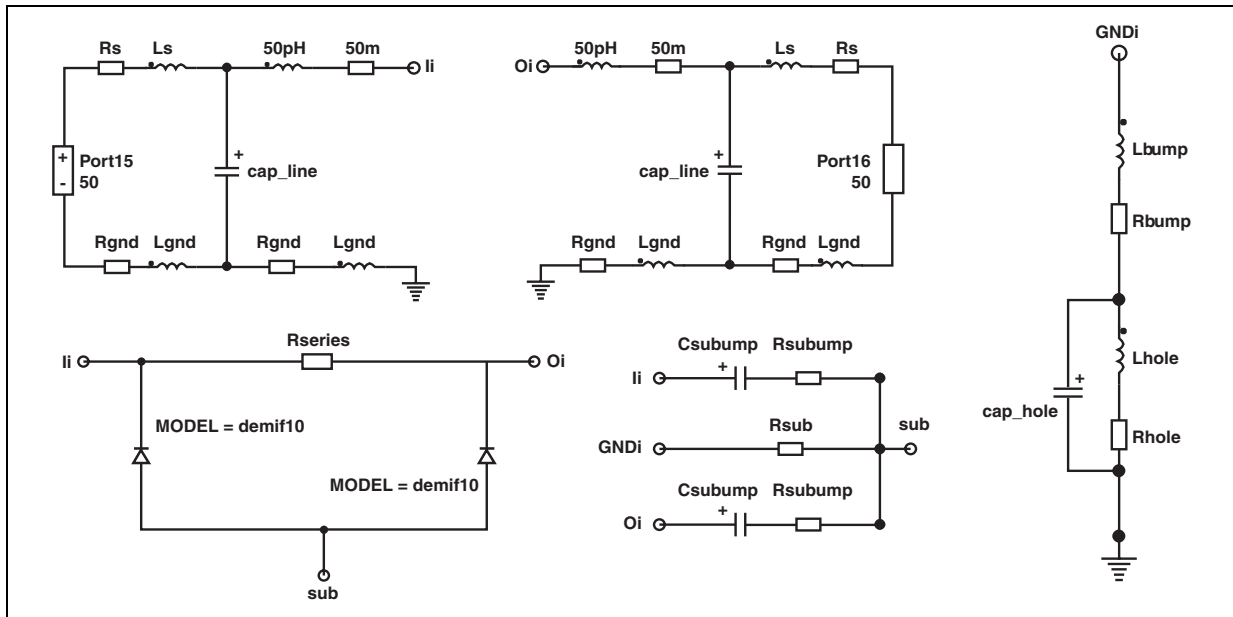 Rs Ls 50pH 50m Ii
+ - Port15
50
+ cap_line
Rgnd Lgnd Rgnd Lgnd
Oi 50pH 50m Ls Rs
+ cap_line
Port16
50
Rgnd Lgnd Rgnd Lgnd
GNDi
Lbump
Rbump
Lhole
+
cap_hole
Rhole
Ii Rseries Oi
MODEL = demif10
MODEL = demif10
sub
Csubump Rsubump
Ii +
Rsub sub
GNDi
Csubump Rsubump
Oi +